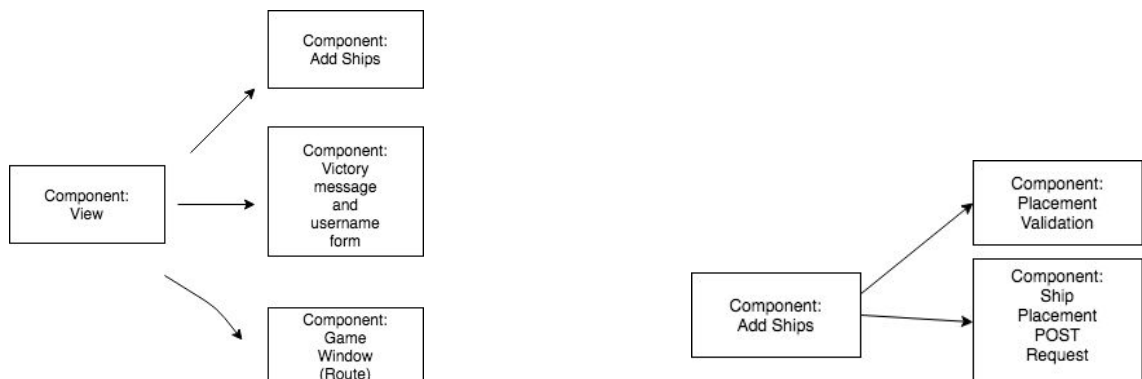 Component:
Add Ships
Component:
Victory
message
and
username
form
Component:
View
Component:
Game
Window
(Route)
Component:
Placement
Validation
Component:
Add Ships
Component:
Ship
Placement
POST
Request